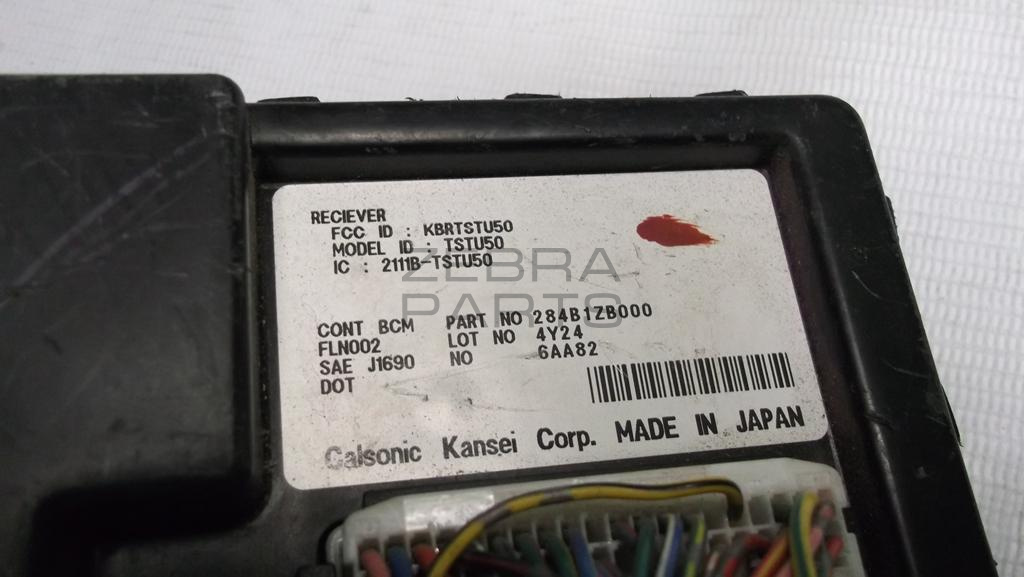 RECIEVER
FCC ID : KBRTSTU50
MODEL ID : TSTU50
IC : 2111B-TSTU50
ZEBRA
PARTS
CONT BCM PART NO 284B1ZB000
FLN002 LOT NO 4Y24
SAE J1690 NO 6AA82
DOT
Calsonic Kansei Corp. MADE IN JAPAN